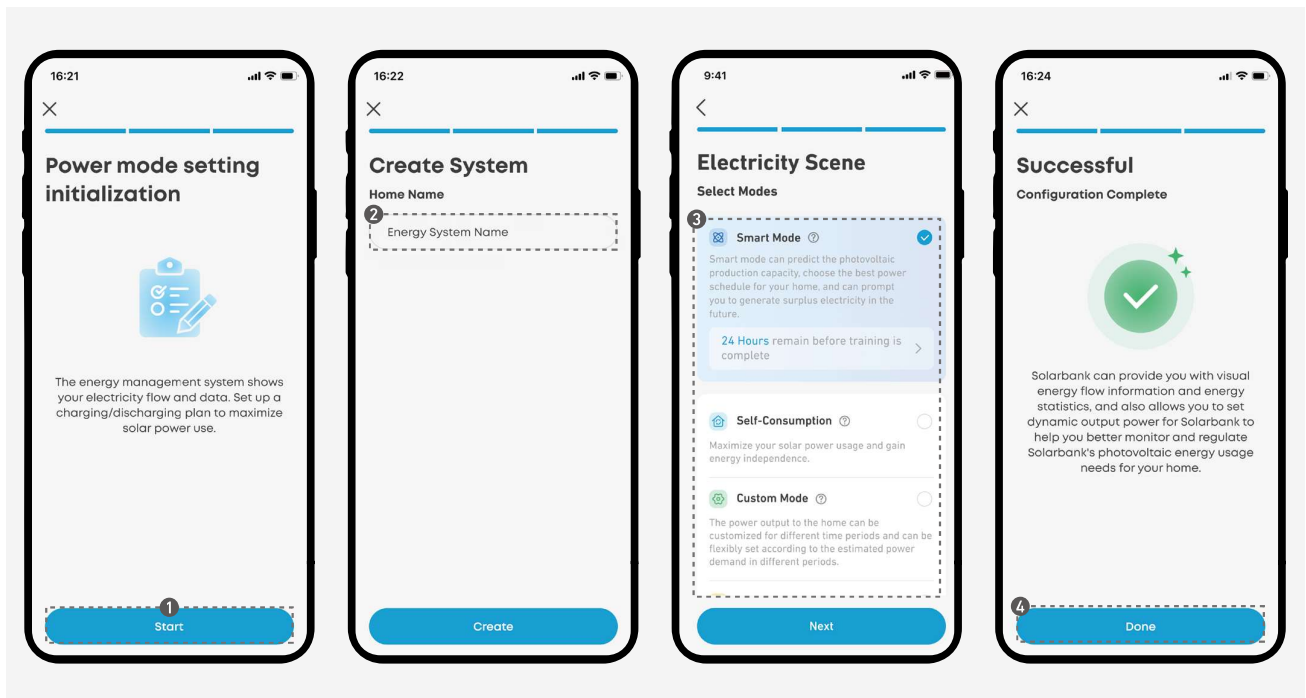 16:21
Power mode setting
initialization
The energy management system shows
your electricity flow and data. Set up a
charging/discharging plan to maximize
solar power use.
1
Start
16:22
Create System
Home Name
2
Energy System Name
Create
9:41
Electricity Scene
Select Modes
3
Smart Mode ?
Smart mode can predict the photovoltaic
production capacity, choose the best power
schedule for your home, and can prompt
you to generate surplus electricity in the
future.
24 Hours remain before training is
complete
Self-Consumption ?
Maximize your solar power usage and gain
energy independence.
Custom Mode ?
The power output to the home can be
customized for different time periods and can be
flexibly set according to the estimated power
demand in different periods.
Next
16:24
Successful
Configuration Complete
Solarbank can provide you with visual
energy flow information and energy
statistics, and also allows you to set
dynamic output power for Solarbank to
help you better monitor and regulate
Solarbank's photovoltaic energy usage
needs for your home.
4
Done